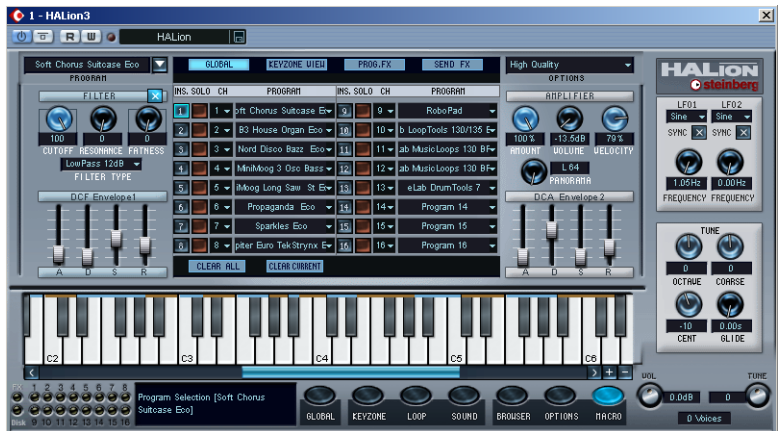 1 - HALion3
R W HALion
Soft Chorus Suitcase Eco
PROGRAM
GLOBAL KEYZONE VIEW PROG.FX SEND FX
High Quality
OPTIONS
HALion
steinberg
FILTER
100 0 0
CUTOFF RESONANCE FATNESS
LowPass 12dB
FILTER TYPE
DCF Envelope1
A D S R
INS. SOLO CH PROGRAM INS. SOLO CH PROGRAM
1 1 oft Chorus Suitcase E 9 9 RoboPad
2 2 B3 House Organ Eco 10 10 b LoopTools 130/135 E
3 3 Nord Disco Bazz Eco 11 11 ab MusicLoops 130 BF
4 4 MiniMoog 3 Osc Bass 12 12 ab MusicLoops 130 BF
5 5 iMoog Long Saw St E 13 13 eLab DrumTools 7
6 6 Propaganda Eco 14 14 Program 14
7 7 Sparkles Eco 15 15 Program 15
8 8 piter Euro TekStrynx E 16 16 Program 16
CLEAR ALL CLEAR CURRENT
AMPLIFIER
100% -13.5dB 79%
AMOUNT VOLUME VELOCITY
L64
PANORAMA
DCA Envelope2
A D S R
LFO1 LFO2
Sine Sine
SYNC SYNC
1.05Hz 0.00Hz
FREQUENCY FREQUENCY
TUNE
0 0
OCTAVE COARSE
-10 0.00s
CENT GLIDE
C2 C3 C4 C5 C6
FX 1 2 3 4 5 6 7 8
Disk 9 10 11 12 13 14 15 16
Program Selection [Soft Chorus
Suitcase Eco]
GLOBAL KEYZONE LOOP SOUND BROWSER OPTIONS MACRO
VOL TUNE
0.0dB 0
0 Voices